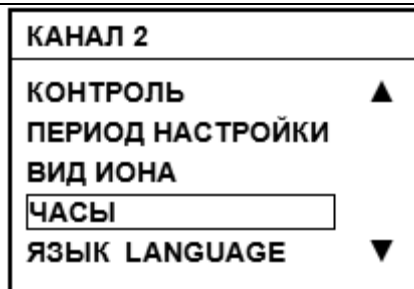 КАНАЛ 2
КОНТРОЛЬ ▲
ПЕРИОД НАСТРОЙКИ
ВИД ИОНА
ЧАСЫ
ЯЗЫК LANGUAGE ▼